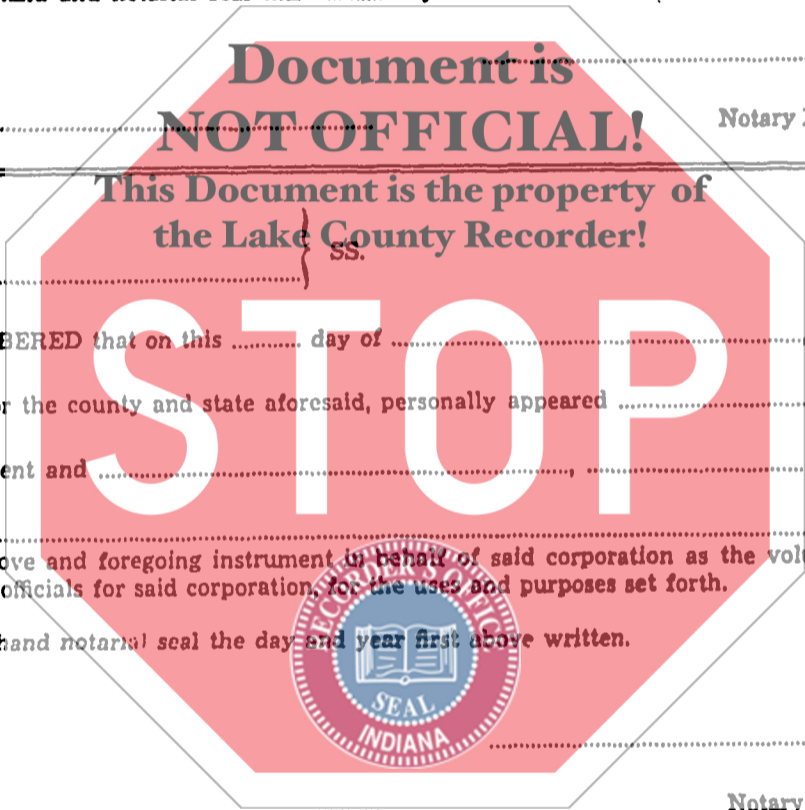 Document is
NOT OFFICIAL!
Notary
This Document is the property of
the Lake County Recorder!
SS.
BERED that on this .......... day of
r the county and state aforesaid, personally appeared
ent and ,
STOP
ove and foregoing instrument in behalf of said corporation as the volu
officials for said corporation, for the uses and purposes set forth.
hand notarial seal the day and year first above written.
RECORDER'S OFFICE
SEAL
INDIANA
Notary